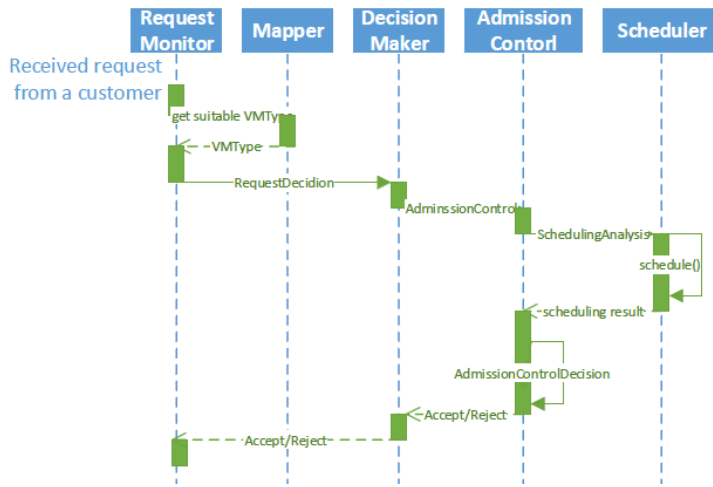 Request
Monitor
Mapper
Decision
Maker
Admission
Contorl
Scheduler
Received request
from a customer
get suitable VMType
VMType
RequestDecidion
AdminssionControl
SchedulingAnalysis
schedule()
scheduling result
AdmissionControlDecision
Accept/Reject
Accept/Reject